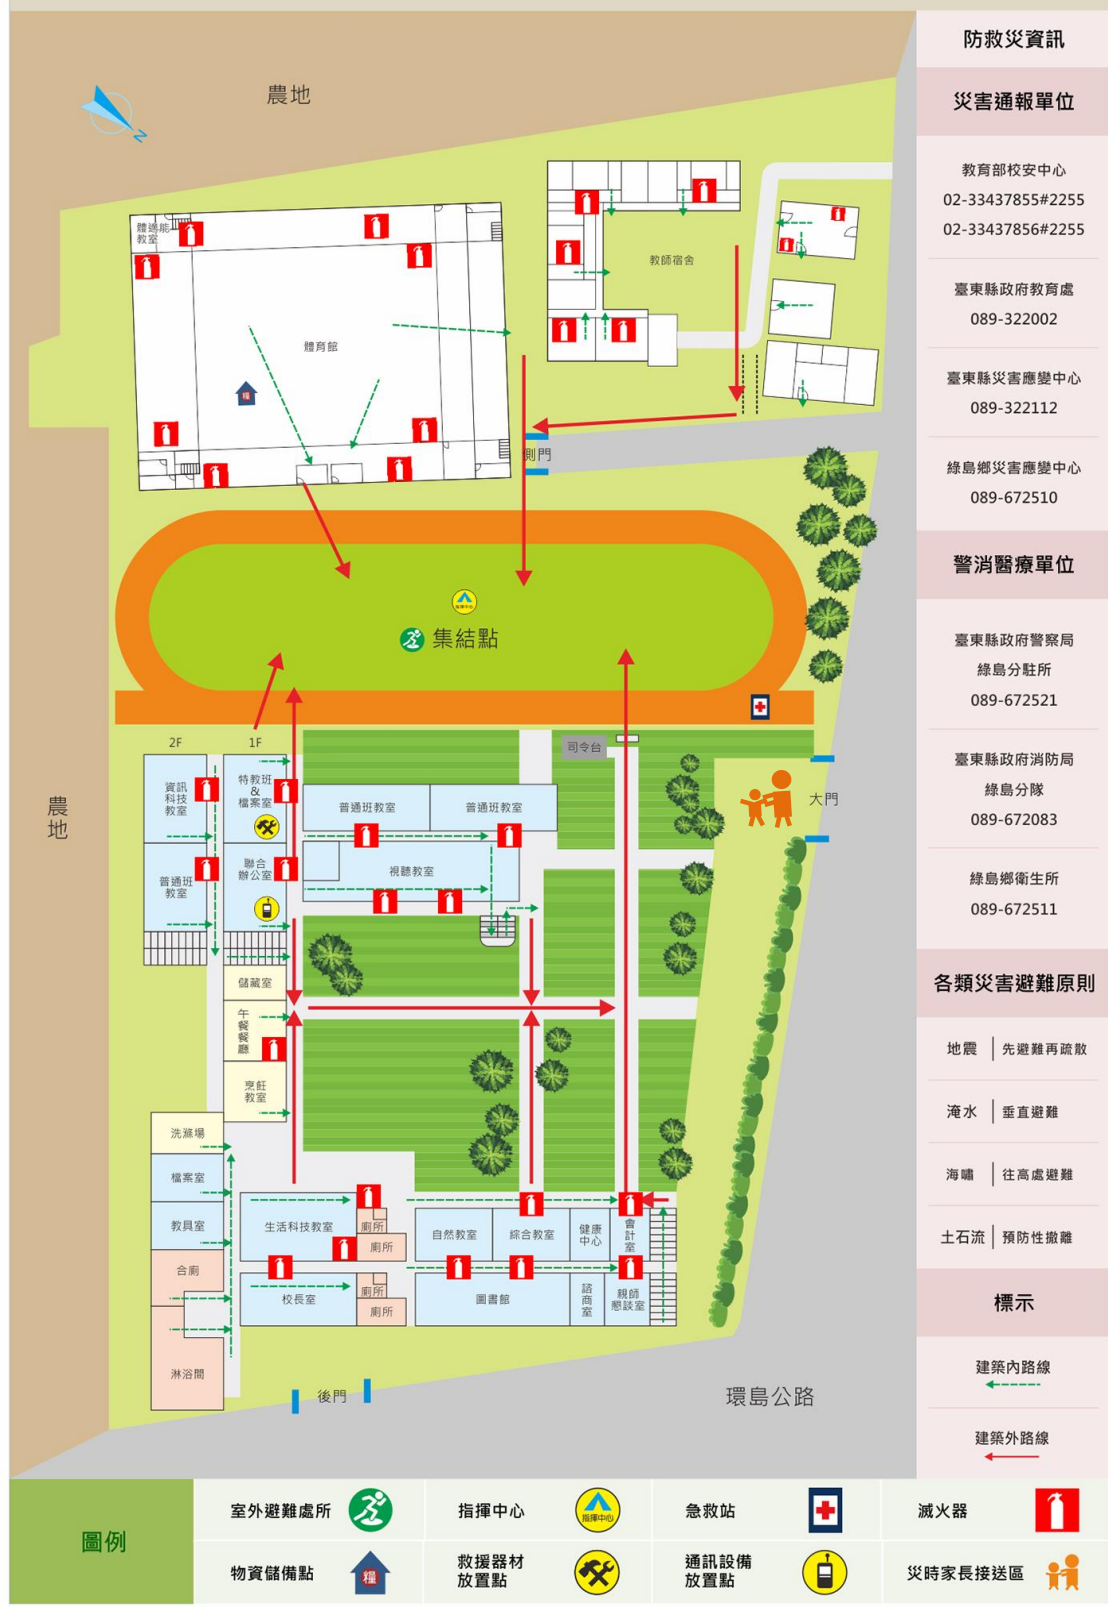 農地
N
體適能
教室
體育館
糧
教師宿舍
側門
指揮中心
集結點
2F
1F
司令台
農地
大門
資訊
科技
教室
特教班
&
檔案室
普通班教室
普通班教室
普通班
教室
聯合
辦公室
視聽教室
儲藏室
午餐餐廳
烹飪
教室
洗滌場
檔案室
教具室
合廁
淋浴間
生活科技教室
廁所
廁所
自然教室
綜合教室
健康
中心
會計室
校長室
廁所
廁所
圖書館
諮商室
親師
懇談室
後門
環島公路
防救災資訊
災害通報單位
教育部校安中心
02-33437855#2255
02-33437856#2255
臺東縣政府教育處
089-322002
臺東縣災害應變中心
089-322112
綠島鄉災害應變中心
089-672510
警消醫療單位
臺東縣政府警察局
綠島分駐所
089-672521
臺東縣政府消防局
綠島分隊
089-672083
綠島鄉衛生所
089-672511
各類災害避難原則
地震 | 先避難再疏散
淹水 | 垂直避難
海嘯 | 往高處避難
土石流 | 預防性撤離
標示
建築內路線
建築外路線
圖例
室外避難處所
指揮中心
指揮中心
急救站
滅火器
物資儲備點
糧
救援器材
放置點
通訊設備
放置點
災時家長接送區